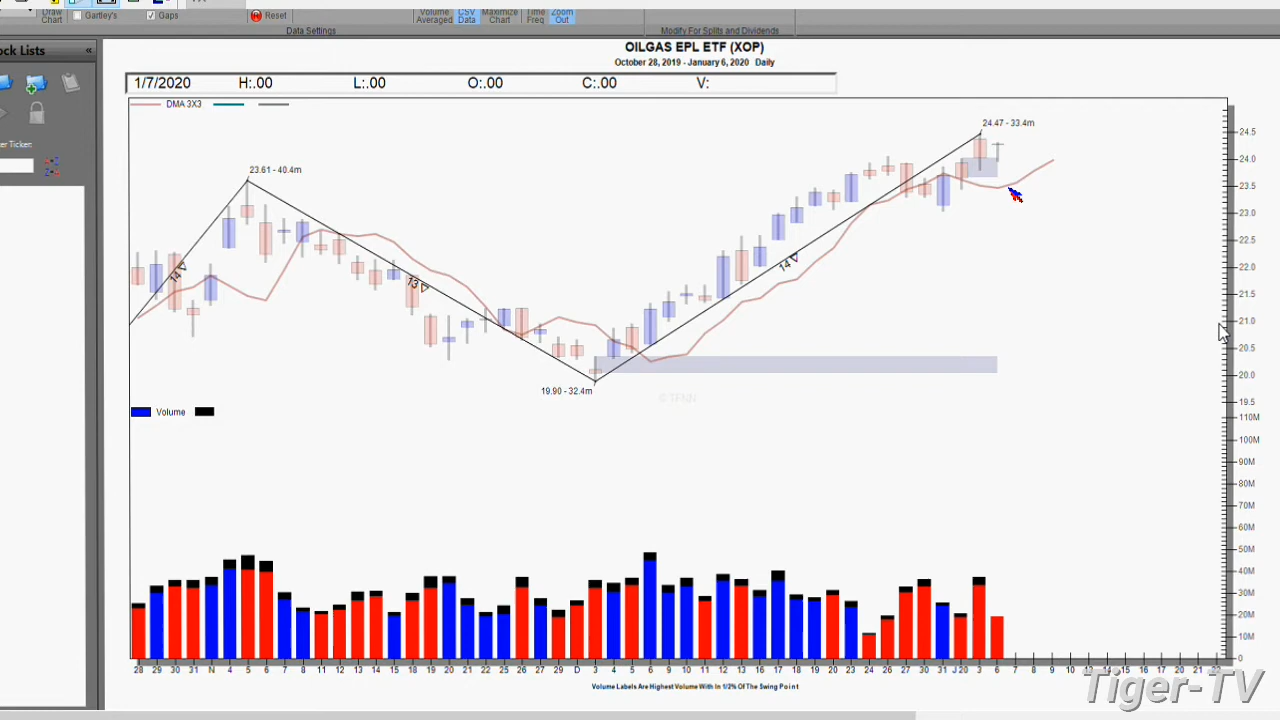 Draw Chart
Gartley's
Gaps
Reset
Volume Averaged
CSV Data
Maximize Chart
Time Freq
Zoom Out
Data Settings
Modify For Splits and Dividends
ock Lists
«
er Ticker:
OILGAS EPL ETF (XOP)
October 28, 2019 - January 6, 2020 Daily
1/7/2020 H:.00 L:.00 O:.00 C:.00 V:
DMA 3X3
24.47 - 33.4m
23.61 - 40.4m
14
13
14
19.90 - 32.4m
© TFNN
24.5
24.0
23.5
23.0
22.5
22.0
21.5
21.0
20.5
20.0
19.5
Volume
110M
100M
90M
80M
70M
60M
50M
40M
30M
20M
10M
0
28 29 30 31 N 4 5 6 7 8 11 12 13 14 15 18 19 20 21 22 25 26 27 29 D 3 4 5 6 9 10 11 12 13 16 17 18 19 20 23 24 26 27 30 31 J 20 3 6 7 8 9 10 13 14 15 16 17 20 21 22
Volume Labels Are Highest Volume With In 1/2% Of The Swing Point
Tiger-TV